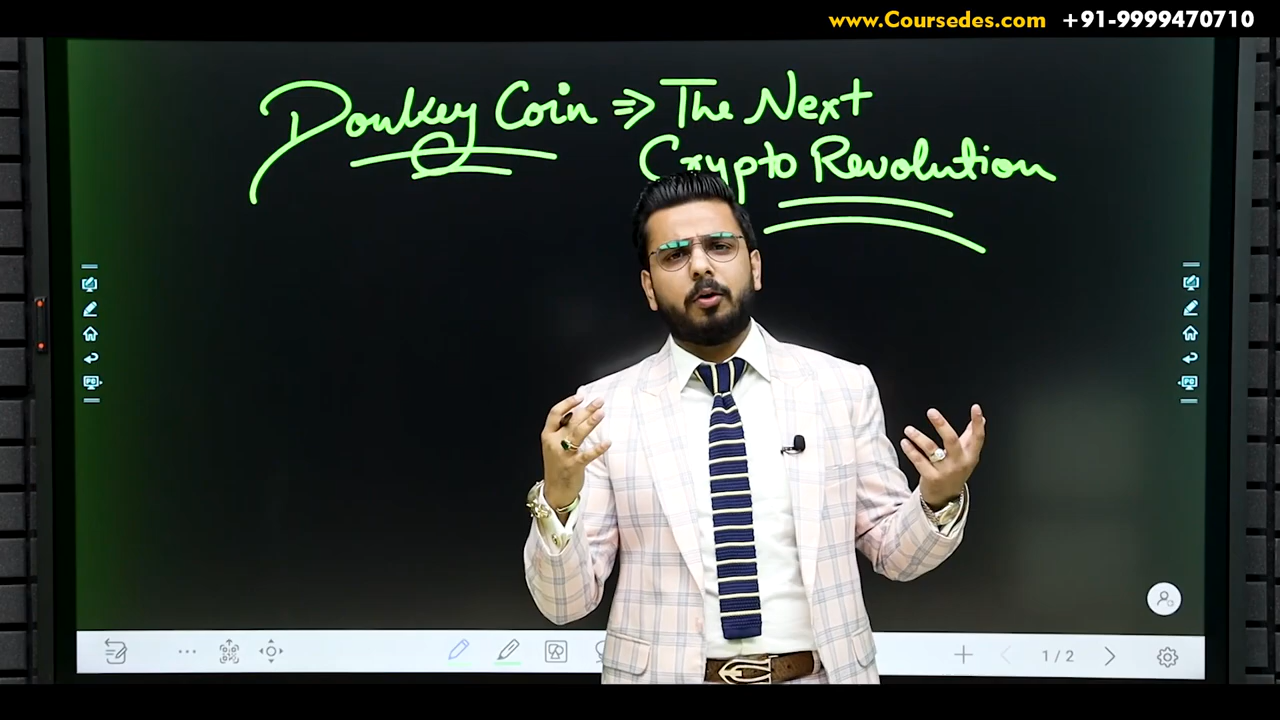 www.Coursedes.com +91-9999470710
Donkey Coin => The Next
Crypto Revolution
1/2